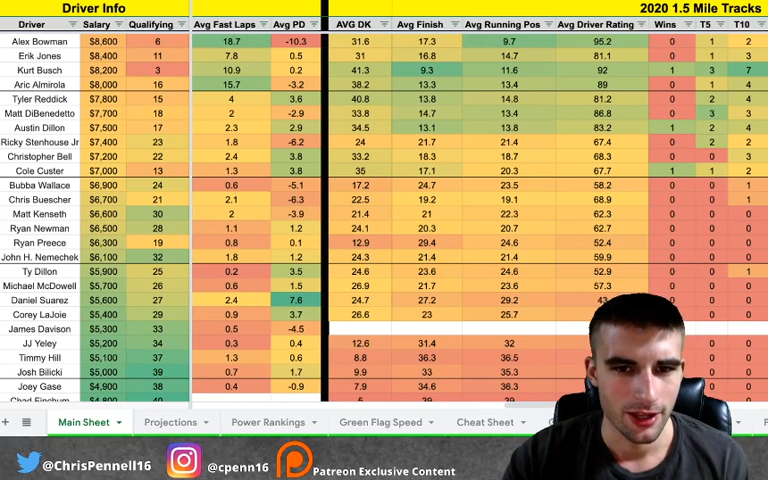 Driver Info 2020 1.5 Mile Tracks
Driver Salary Qualifying Avg Fast Laps Avg PD AVG DK Avg Finish Avg Running Pos Avg Driver Rating Wins T5 T10
Alex Bowman $8,600 6 18.7 -10.3 31.6 17.3 9.7 95.2 0 1 2
Erik Jones $8,400 11 7.8 0.5 31 16.8 14.7 81.1 0 1 3
Kurt Busch $8,200 3 10.9 0.2 41.3 9.3 11.6 92 1 3 7
Aric Almirola $8,000 16 15.7 -3.2 38.2 13.3 13.4 89 0 1 4
Tyler Reddick $7,800 15 4 3.6 40.8 13.8 14.8 81.2 0 2 4
Matt DiBenedetto $7,700 18 2 -2.9 33.8 14.7 13.4 86.8 0 3 3
Austin Dillon $7,500 17 2.3 2.9 34.5 13.1 13.8 83.2 1 2 4
Ricky Stenhouse Jr $7,400 23 1.8 -6.2 24 21.7 21.4 67.4 0 2 2
Christopher Bell $7,200 22 2.4 3.8 33.2 18.3 18.7 68.3 0 0 3
Cole Custer $7,000 13 1.3 3.8 35 17.1 20.3 67.7 1 1 2
Bubba Wallace $6,900 24 0.6 -5.1 17.2 24.7 23.5 58.2 0 0 1
Chris Buescher $6,700 21 2.1 -6.3 22.5 19.2 19.1 68.9 0 0 1
Matt Kenseth $6,600 30 2 -3.9 21.4 21 22.3 62.3 0 0 0
Ryan Newman $6,500 28 1.1 1.2 24.1 20.3 20.7 62.7 0 0 0
Ryan Preece $6,300 19 0.8 0.1 12.9 29.4 24.6 52.4 0 0 0
John H. Nemechek $6,100 32 1.8 1.2 24.3 21.4 21.4 59.9 0 0 0
Ty Dillon $5,900 25 0.2 3.5 24.6 23.6 24.6 52.9 0 0 1
Michael McDowell $5,700 26 0.6 1.5 26.9 21.7 23.6 57.3 0 0 0
Daniel Suarez $5,600 27 2.4 7.6 24.7 27.2 29.2 43 0
Corey LaJoie $5,400 29 0.9 3.7 26.6 23 25.7 0
James Davison $5,300 33 0.5 -4.5
JJ Yeley $5,200 34 0.3 0.4 12.6 31.4 32 0
Timmy Hill $5,100 37 1.3 0.6 8.8 36.3 36.5 0
Josh Bilicki $5,000 39 0.7 1.7 9.9 33 35.3 0
Joey Gase $4,900 38 0.4 -0.9 7.9 34.6 36.3 0
Chad Finchum $4,800 40 5 39 39 0
+ Main Sheet Projections Power Rankings Green Flag Speed Cheat Sheet
@ChrisPennell16 @cpenn16 Patreon Exclusive Content